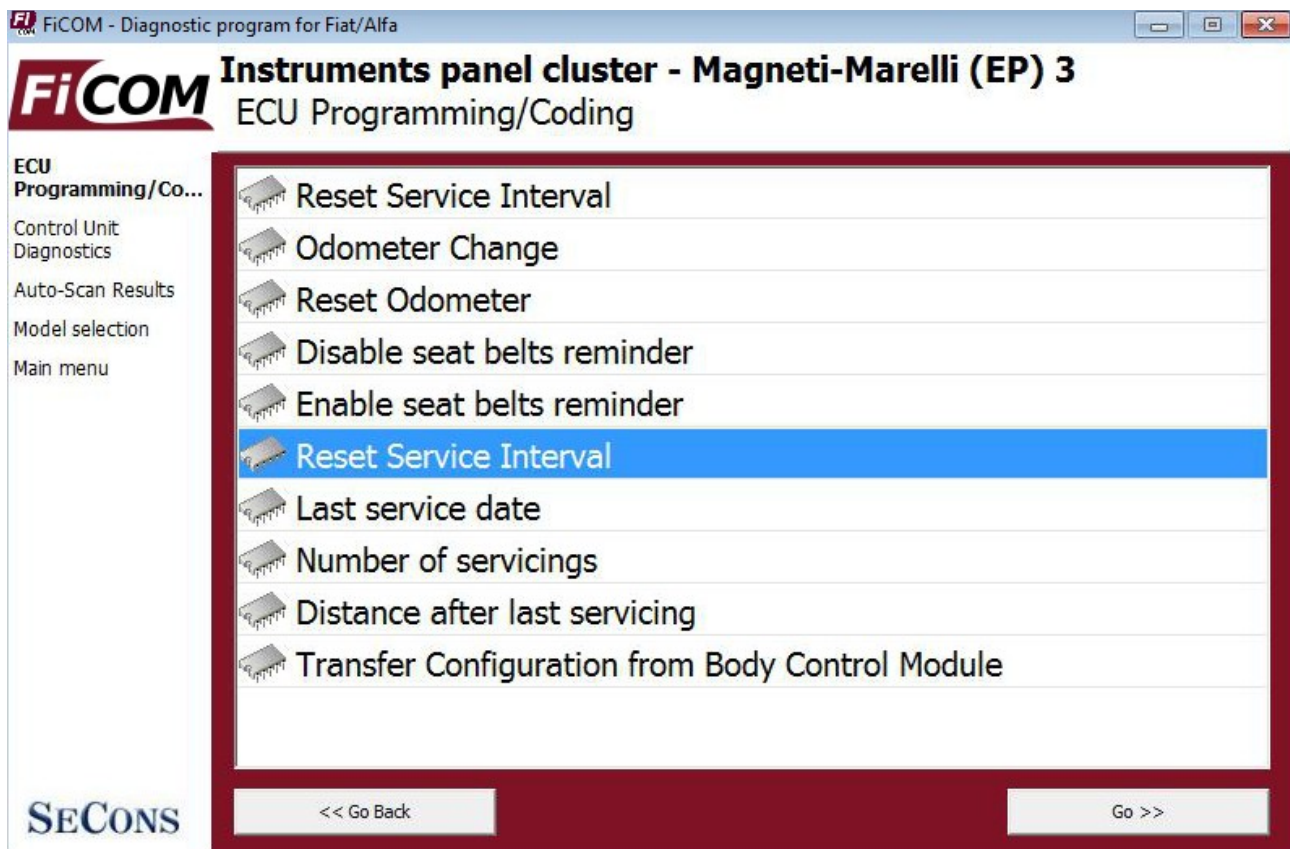 FiCOM - Diagnostic program for Fiat/Alfa
FiCOM
Instruments panel cluster - Magneti-Marelli (EP) 3
ECU Programming/Coding
ECU
Programming/Co...
Control Unit
Diagnostics
Auto-Scan Results
Model selection
Main menu
Reset Service Interval
Odometer Change
Reset Odometer
Disable seat belts reminder
Enable seat belts reminder
Reset Service Interval
Last service date
Number of servicings
Distance after last servicing
Transfer Configuration from Body Control Module
SECONS
<< Go Back
Go >>